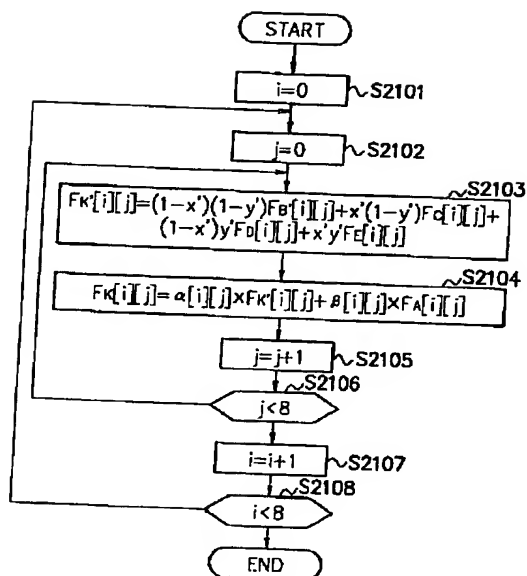 START
i=0
S2101
j=0
S2102
S2103
FK'[i][j]=(1-x')(1-y')FB'[i][j]+x'(1-y')FC[i][j]+
(1-x')y'FD[i][j]+x'y'FE[i][j]
S2104
FK[i][j]=α[i][j]×FK'[i][j]+β[i][j]×FA[i][j]
j=j+1
S2105
S2106
j<8
i=i+1
S2107
S2108
i<8
END